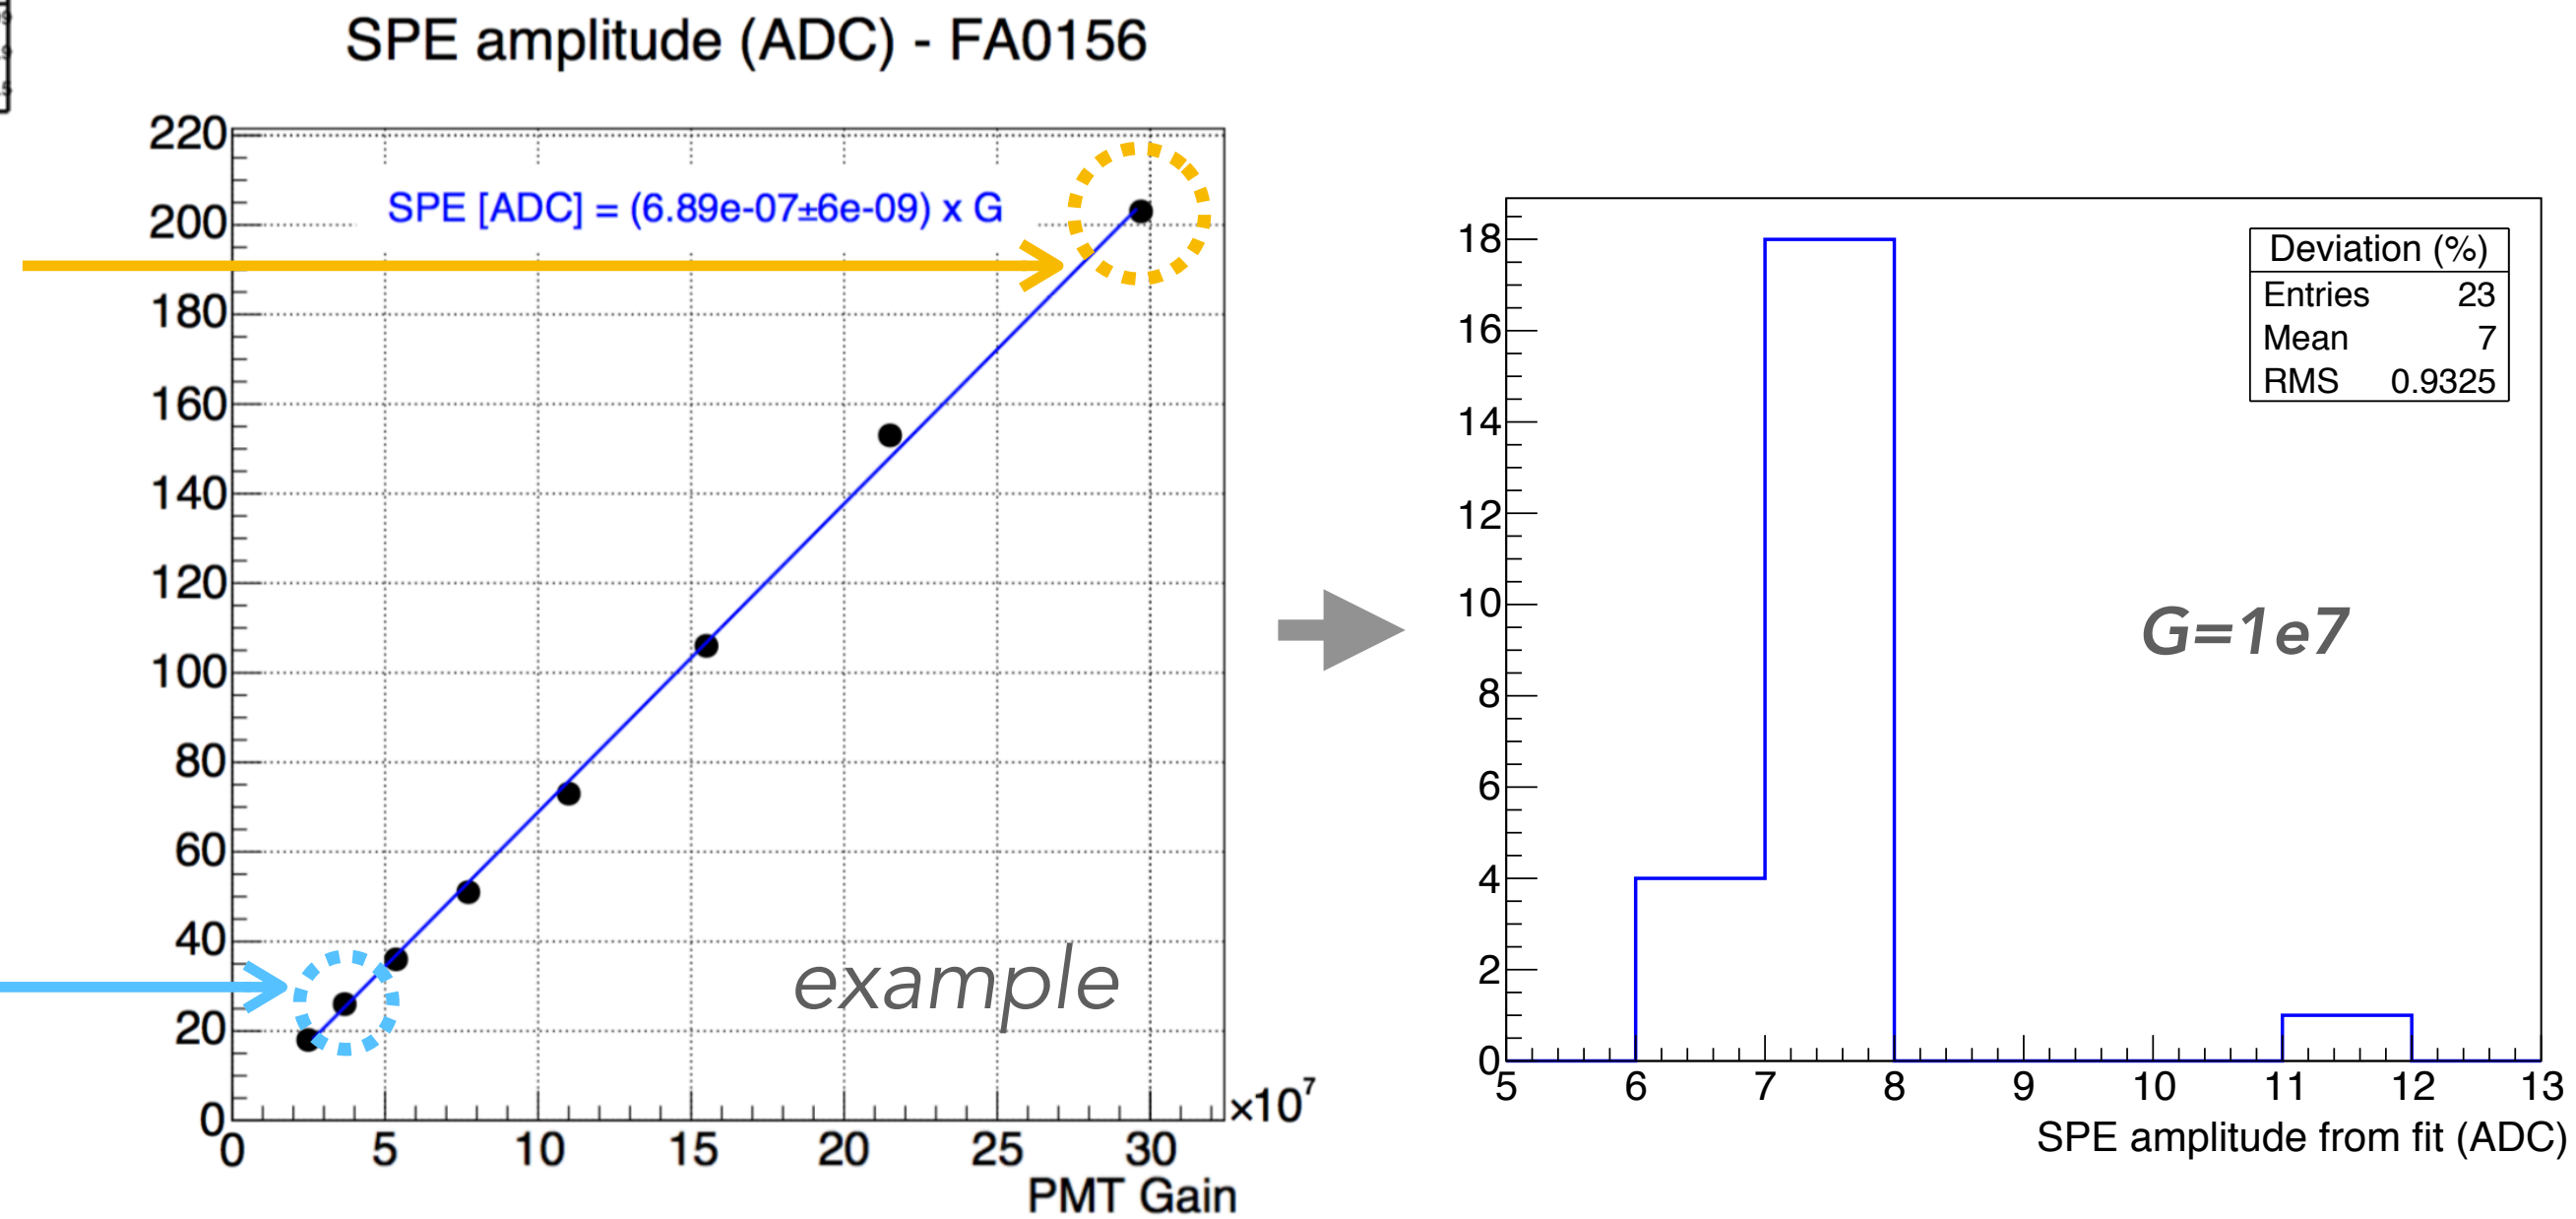 SPE amplitude (ADC) - FA0156
220
200
180
160
140
120
100
80
60
40
20
0
SPE [ADC] = (6.89e-07±6e-09) x G
example
0 5 10 15 20 25 30
×10⁷
PMT Gain
18
16
14
12
10
8
6
4
2
0
Deviation (%)
Entries 23
Mean 7
RMS 0.9325
G=1e7
5 6 7 8 9 10 11 12 13
SPE amplitude from fit (ADC)